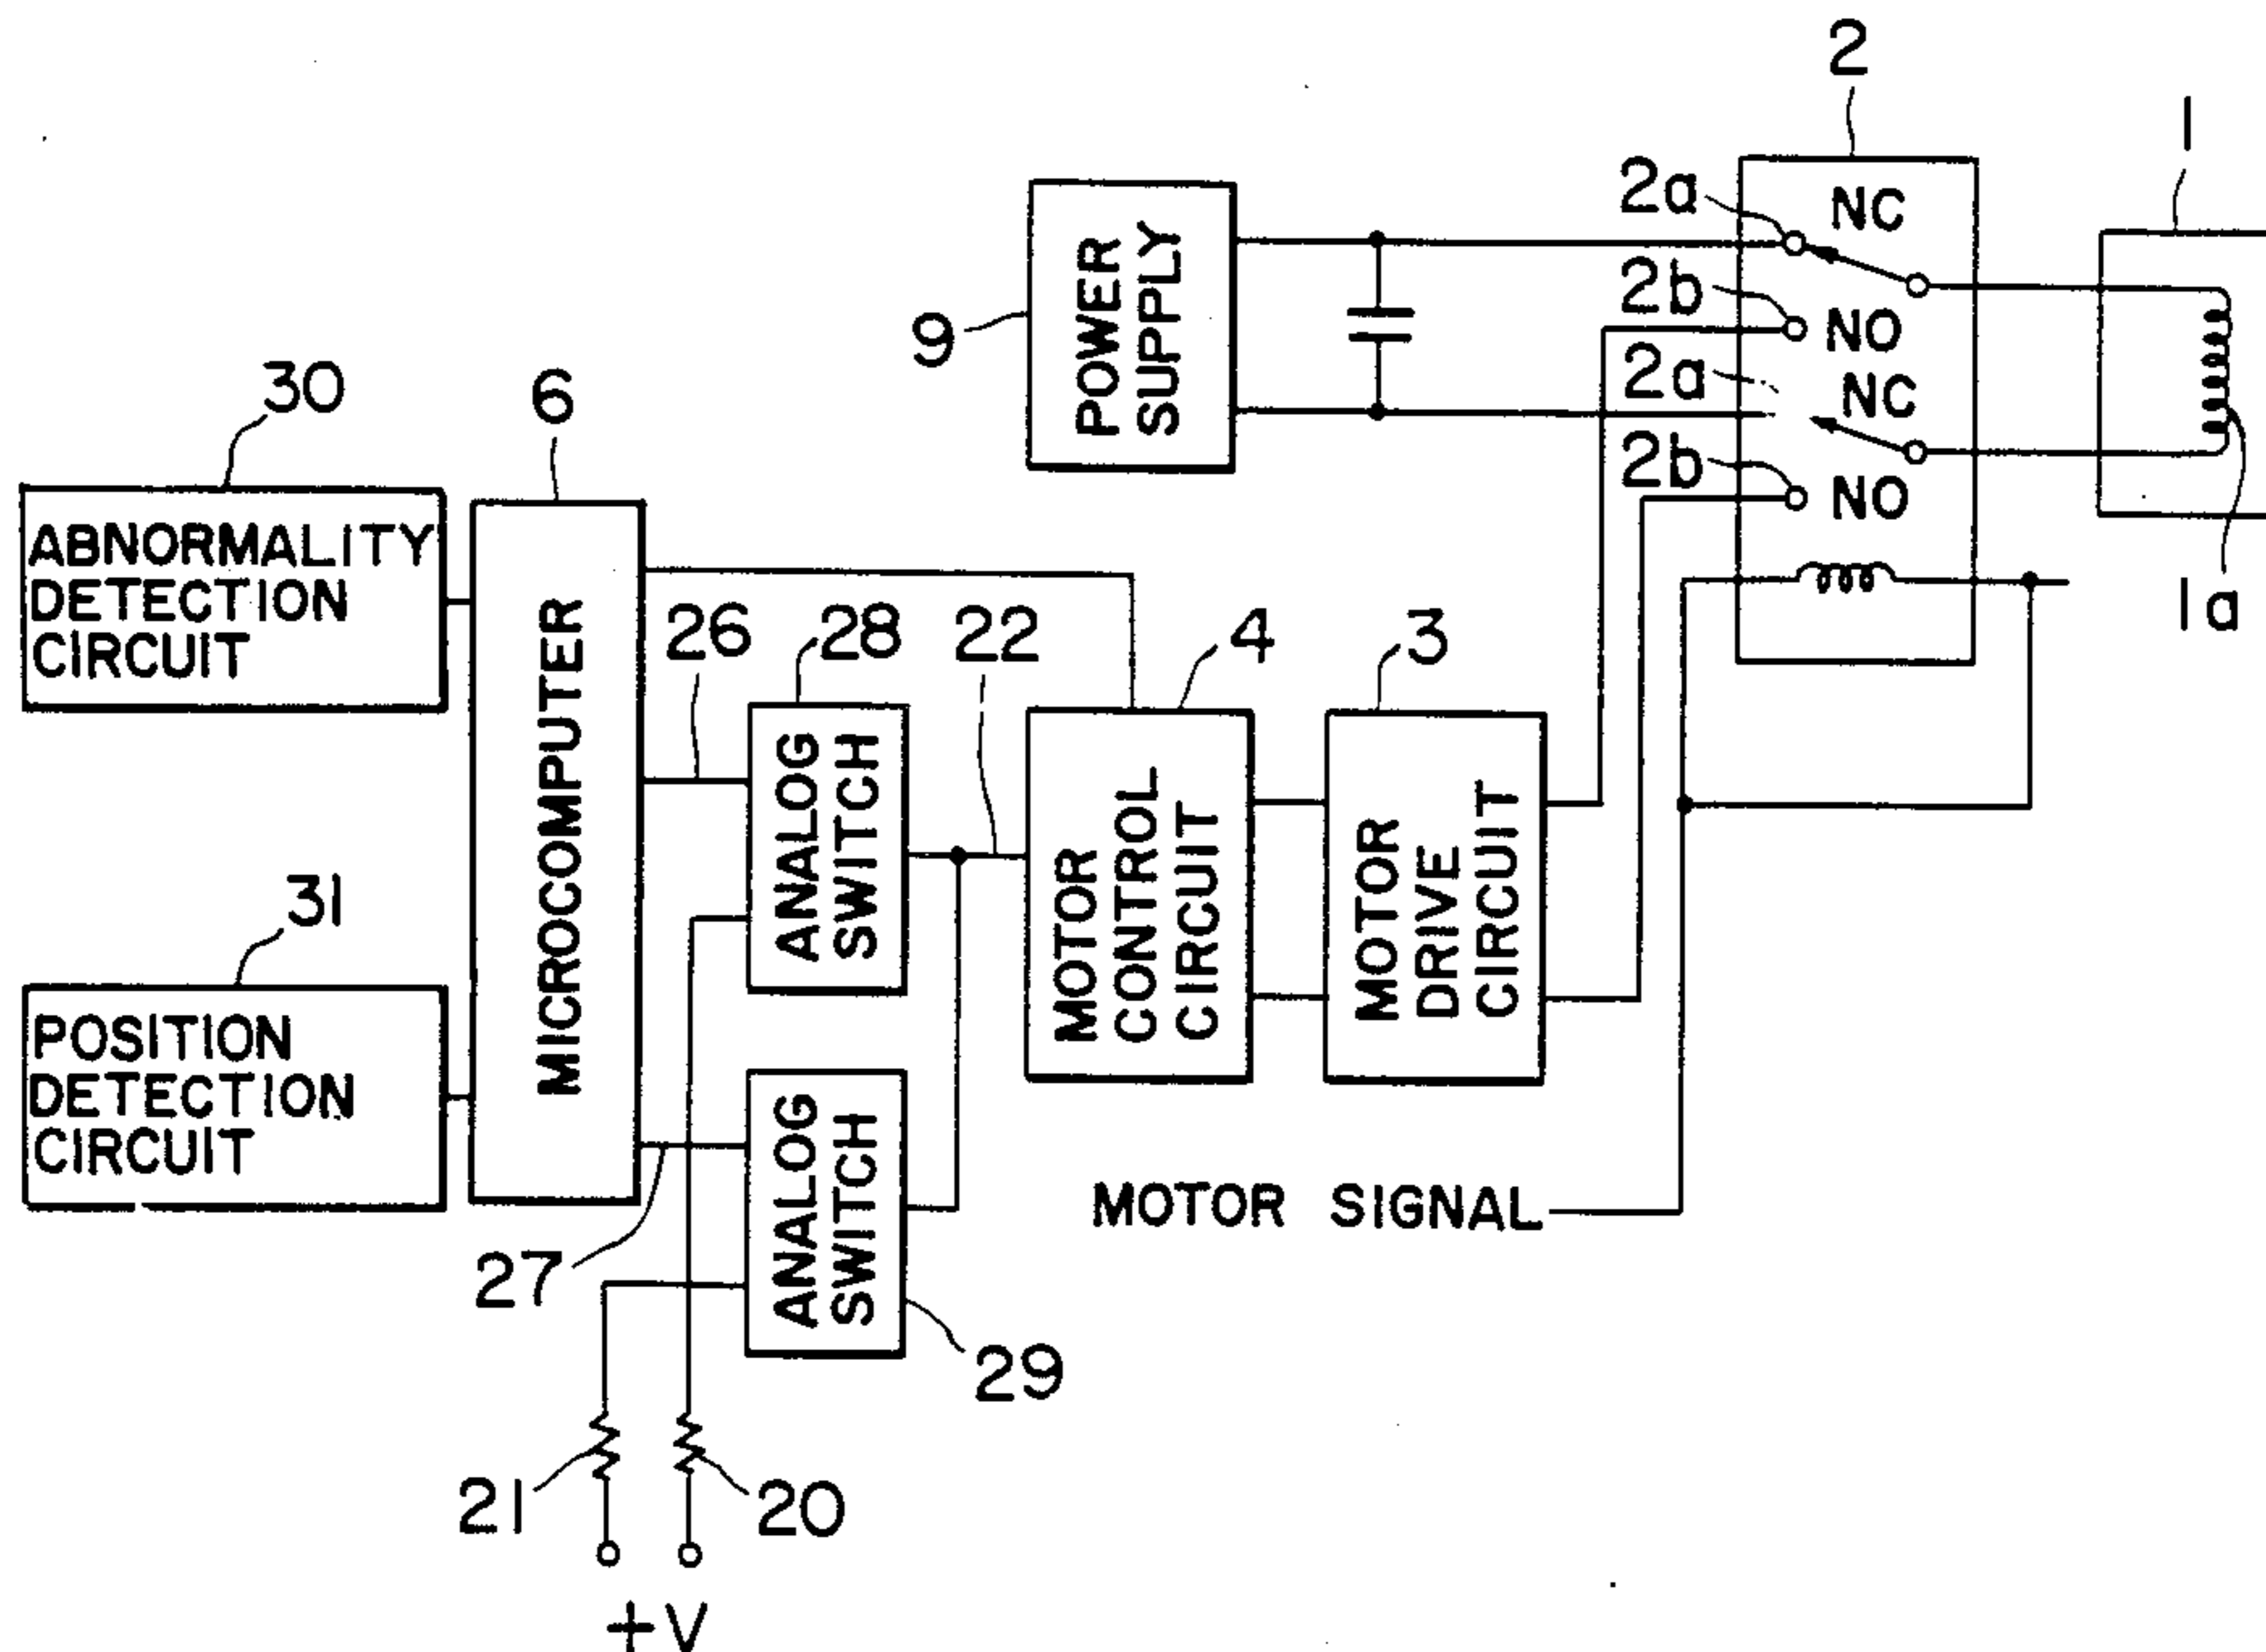 2
1
2a
NC
POWER
SUPPLY
2b
9
NO
2a
NC
30
6
2b
NO
ABNORMALITY
DETECTION
CIRCUIT
1a
26
28
22
4
3
MICROCOMPUTER
ANALOG
SWITCH
MOTOR
CONTROL
CIRCUIT
MOTOR
DRIVE
CIRCUIT
31
POSITION
DETECTION
CIRCUIT
ANALOG
SWITCH
MOTOR SIGNAL
27
29
21
20
+V